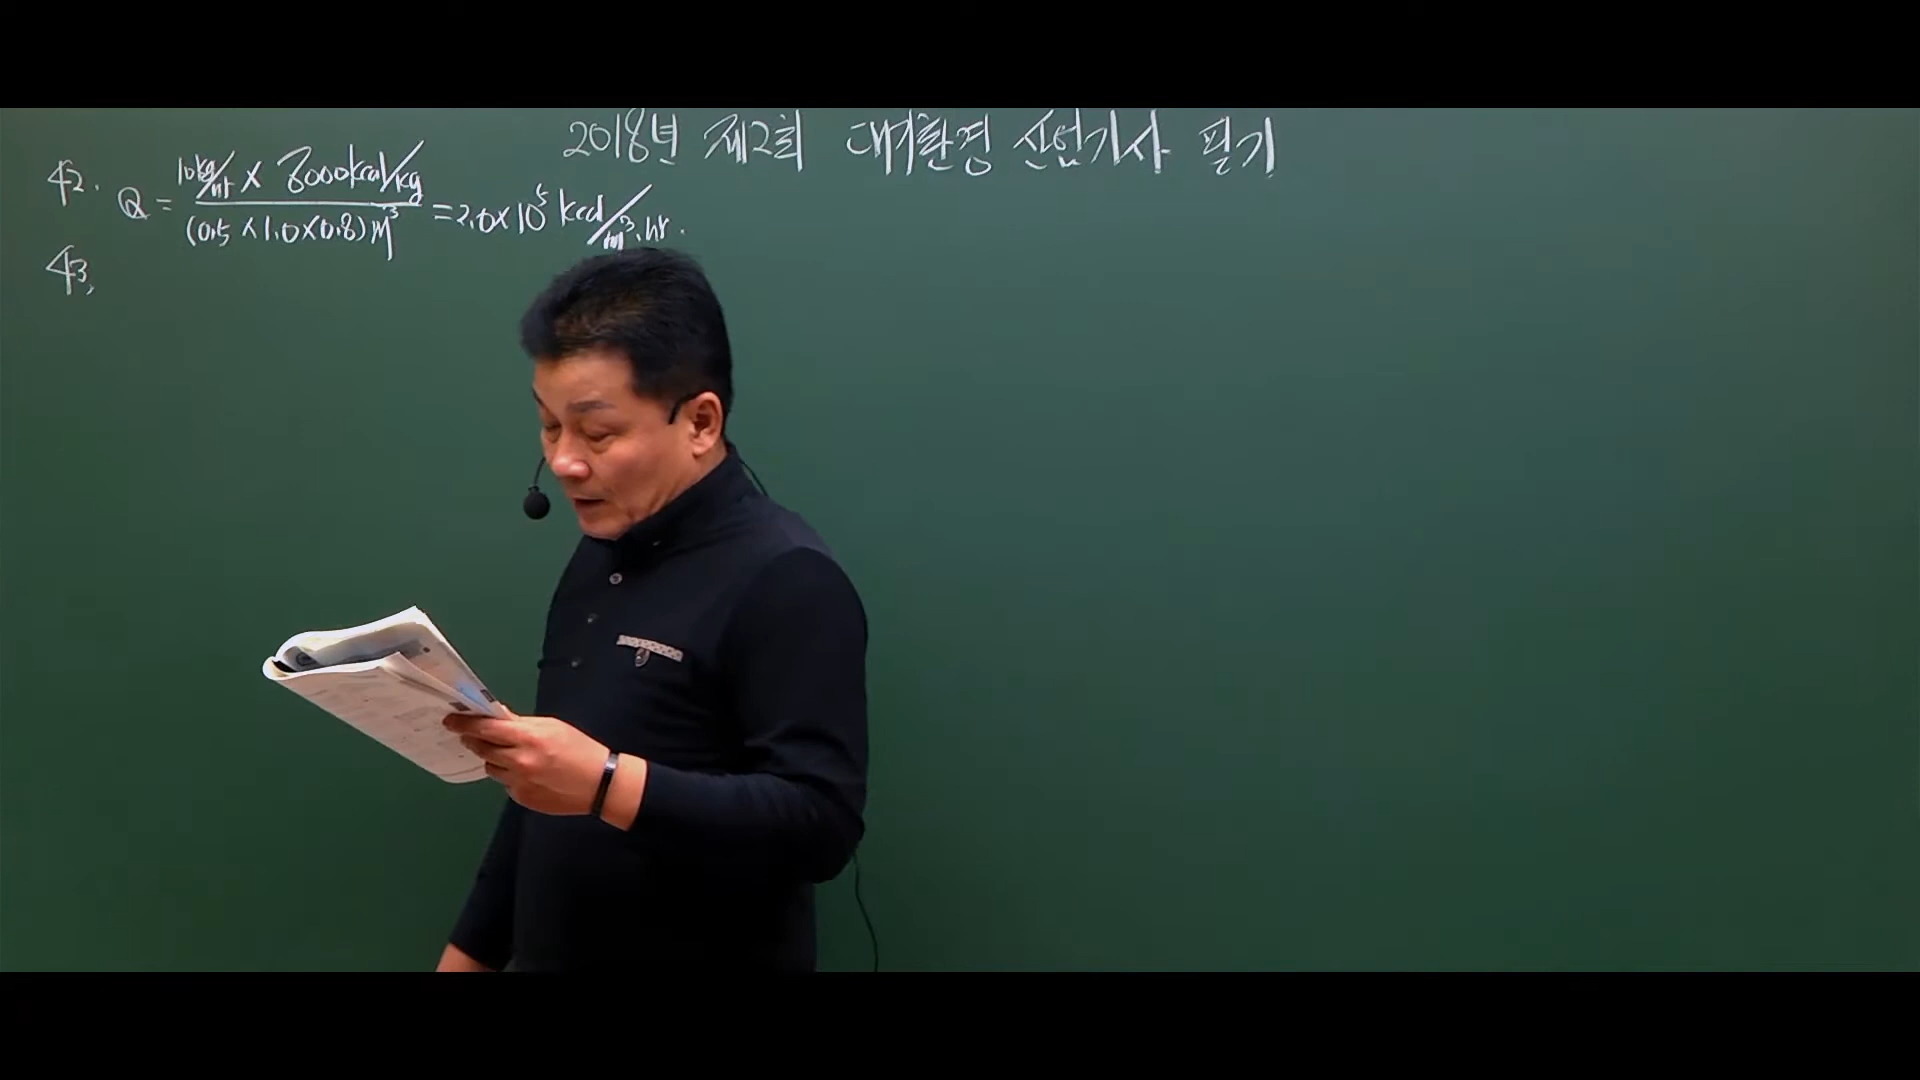 2018년 제2회 대기환경 산업기사 필기
42. Q = 10kg/hr × 8000kcal/kg / (0.5 × 1.0 × 0.8) m³ = 2.0×10⁵ kcal/m³.hr.
43.